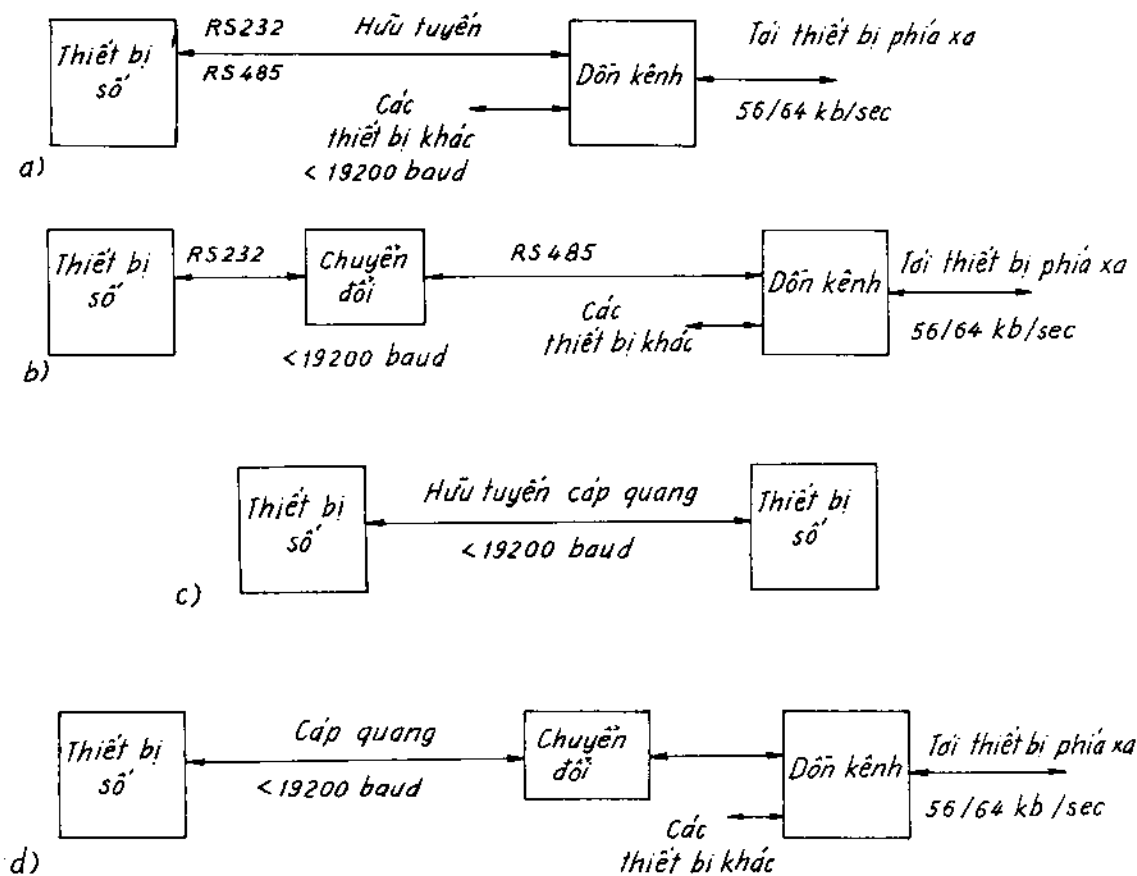 Thiết bị
số
RS232
RS485
Hữu tuyến
Các
thiết bị khác
< 19200 baud
Dồn kênh
Tới thiết bị phía xa
56/64 kb/sec
a)
Thiết bị
số
RS232
Chuyển
đổi
<19200 baud
RS485
Các
thiết bị khác
Dồn kênh
Tới thiết bị phía xa
56/64 kb/sec
b)
Thiết bị
số
Hữu tuyến cáp quang
<19200 baud
Thiết bị
số
c)
Thiết bị
số
Cáp quang
<19200 baud
Chuyển
đổi
Các
thiết bị khác
Dồn kênh
Tới thiết bị phía xa
56/64 kb/sec
d)